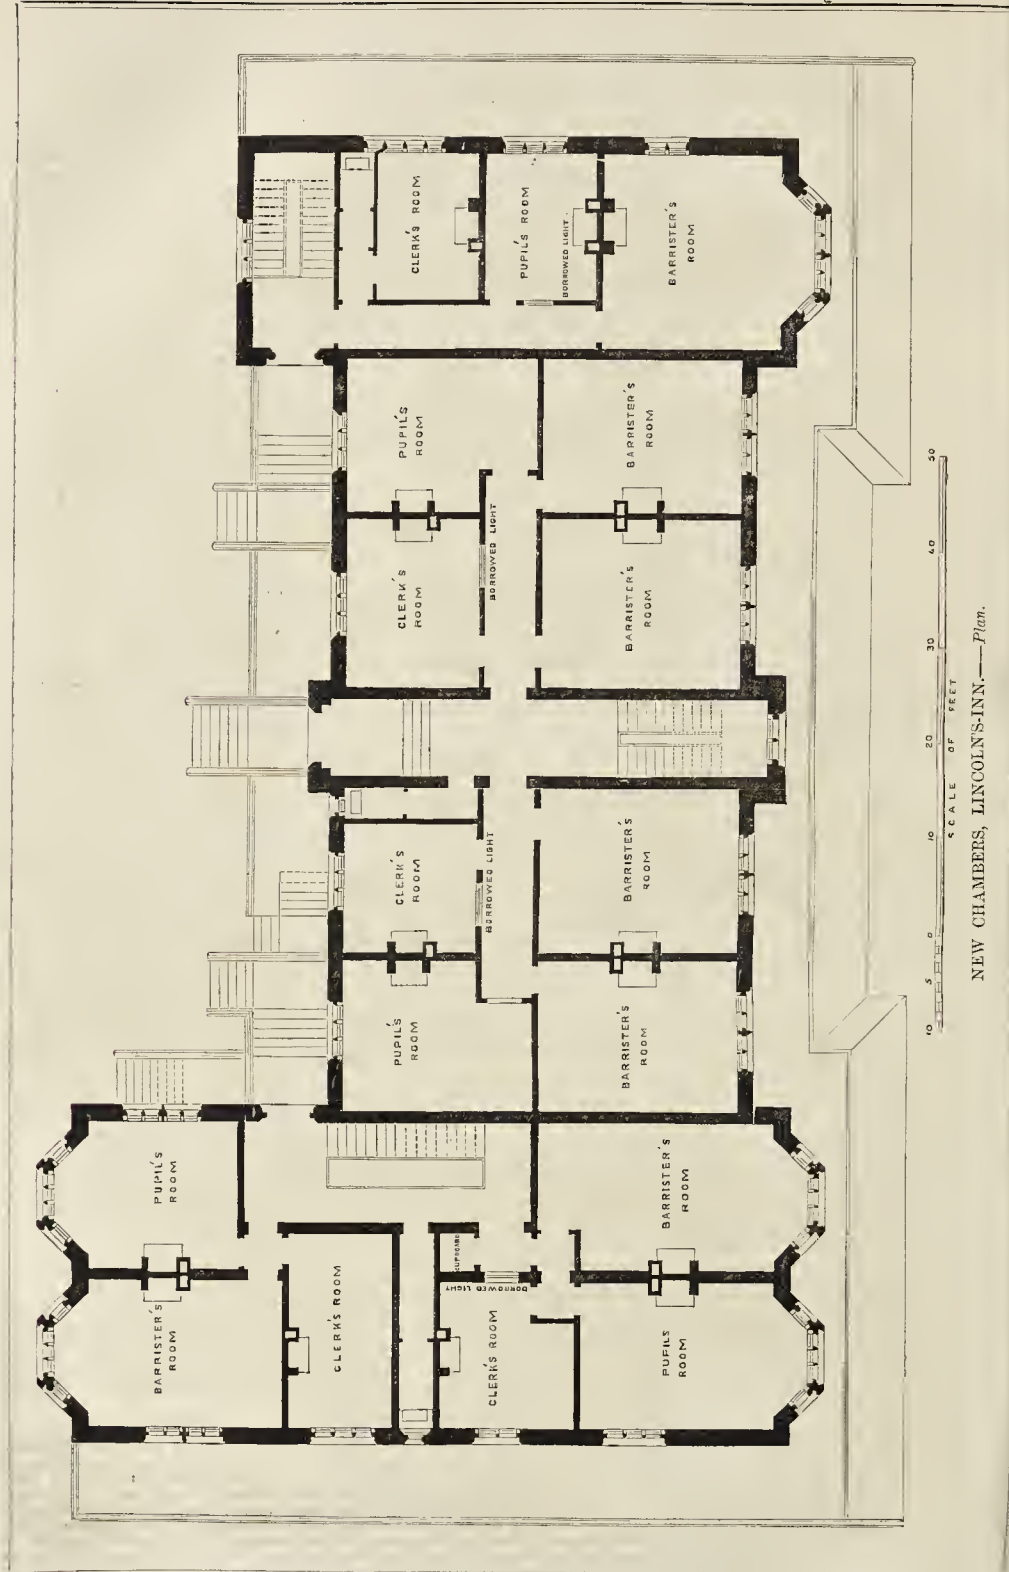 CLERK'S ROOM
PUPIL'S ROOM
BORROWED LIGHT.
BARRISTER'S
ROOM
PUPIL'S
ROOM
BARRISTER'S
ROOM
BORROWED LIGHT
CLERK'S
ROOM
BARRISTER'S
ROOM
CLERK'S
ROOM
BORROWED LIGHT
BARRISTER'S
ROOM
PUPIL'S
ROOM
BARRISTER'S
ROOM
PUPIL'S
ROOM
BARRISTER'S
ROOM
CUPBOARD
BORROWED LIGHT
BARRISTER'S
ROOM
CLERK'S ROOM
CLERK'S ROOM
PUPILS
ROOM
10 5 0 10 20 30 40 50
SCALE OF FEET
NEW CHAMBERS, LINCOLN'S-INN.—Plan.